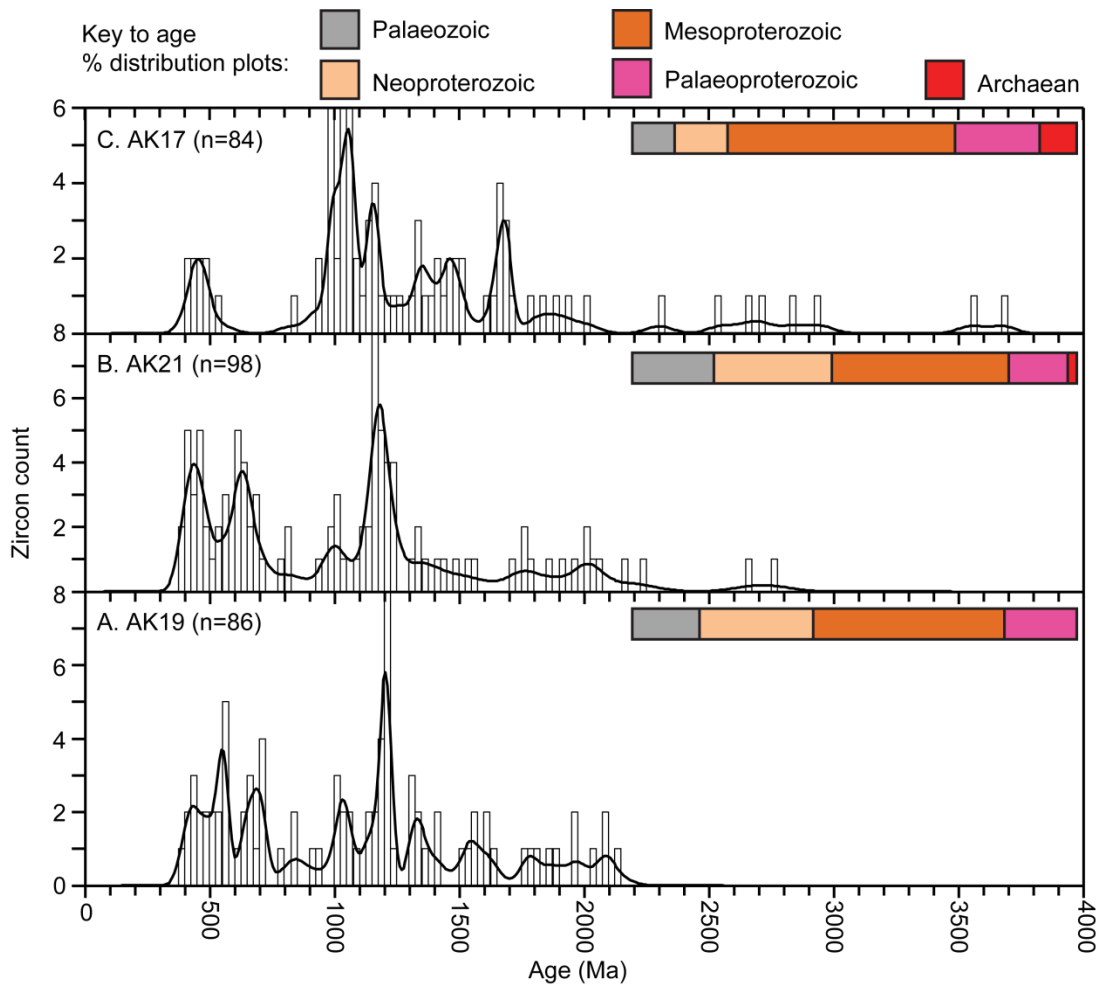 Key to age
% distribution plots:
Palaeozoic
Mesoproterozoic
Neoproterozoic
Palaeoproterozoic
Archaean
6
C. AK17 (n=84)
4
2
8
B. AK21 (n=98)
6
4
2
8
A. AK19 (n=86)
6
4
2
0
Zircon count
0
500
1000
1500
2000
2500
3000
3500
4000
Age (Ma)